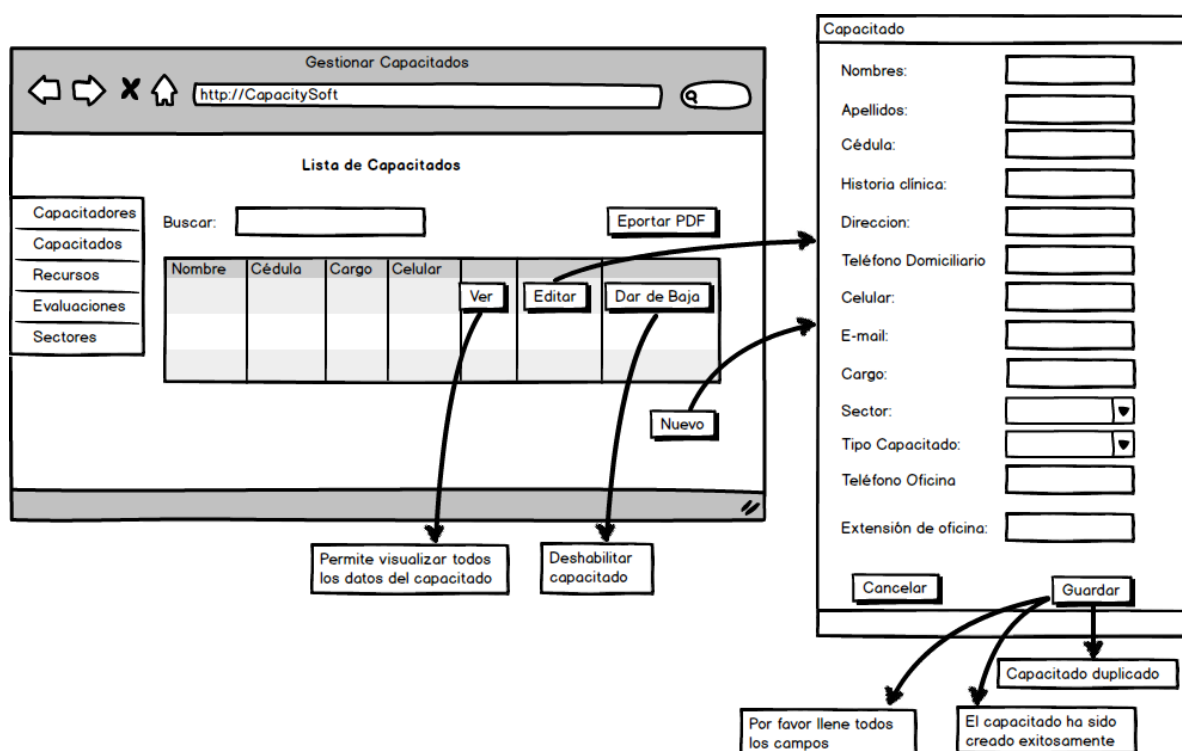 Gestionar Capacitados
http://CapacitySoft
Lista de Capacitados
Capacitadores
Capacitados
Recursos
Evaluaciones
Sectores
Buscar:
Eportar PDF
Nombre Cédula Cargo Celular
Ver Editar Dar de Baja
Nuevo
Permite visualizar todos
los datos del capacitado
Deshabilitar
capacitado
Capacitado
Nombres:
Apellidos:
Cédula:
Historia clínica:
Direccion:
Teléfono Domiciliario
Celular:
E-mail:
Cargo:
Sector:
Tipo Capacitado:
Teléfono Oficina
Extensión de oficina:
Cancelar Guardar
Capacitado duplicado
Por favor llene todos
los campos
El capacitado ha sido
creado exitosamente